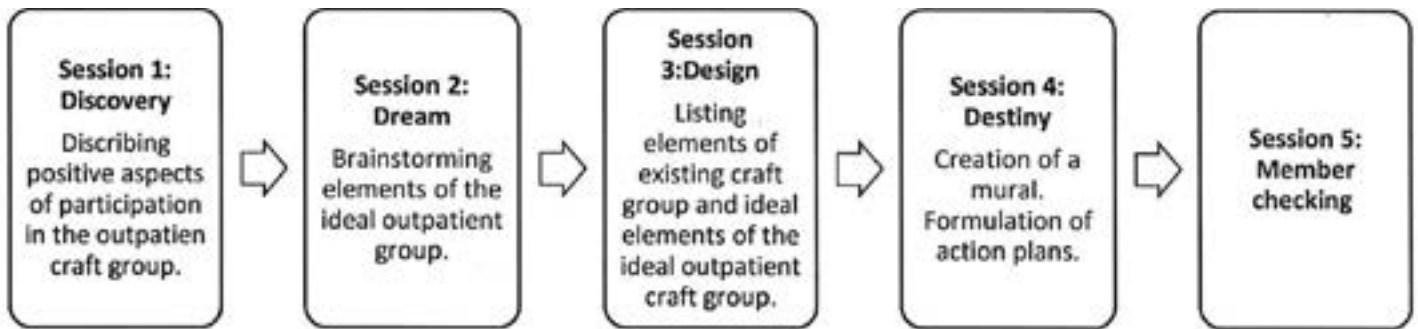 Session 1:
Discovery
Discribing
positive aspects
of participation
in the outpatien
craft group.
Session 2:
Dream
Brainstorming
elements of the
ideal outpatient
group.
Session
3:Design
Listing
elements of
existing craft
group and ideal
elements of the
ideal outpatient
craft group.
Session 4:
Destiny
Creation of a
mural.
Formulation of
action plans.
Session 5:
Member
checking